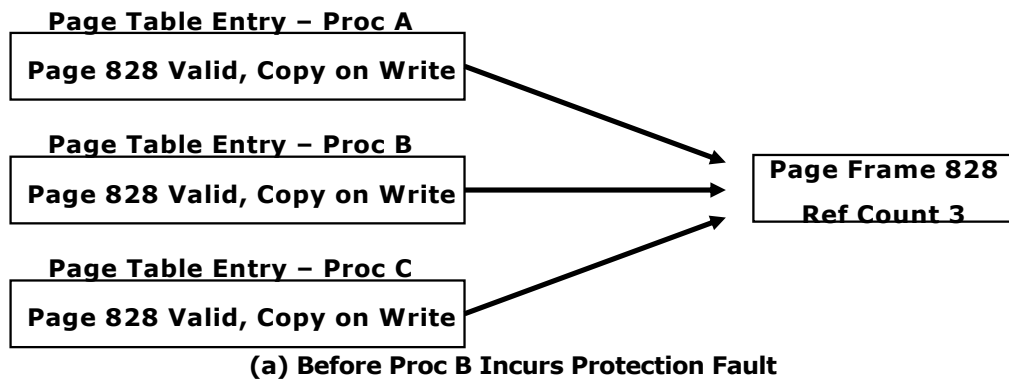 Page Table Entry – Proc A
Page 828 Valid, Copy on Write
Page Table Entry – Proc B
Page 828 Valid, Copy on Write
Page Frame 828
Ref Count 3
Page Table Entry – Proc C
Page 828 Valid, Copy on Write
(a) Before Proc B Incurs Protection Fault